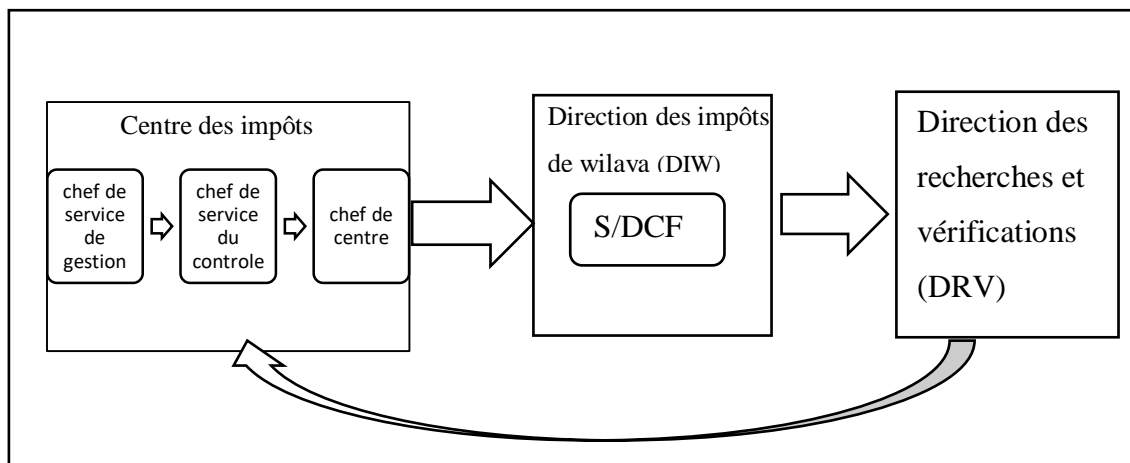 Centre des impôts
chef de
service
de
gestion
chef de
service
du
controle
chef de
centre
Direction des impôts
de wilaya (DIW)
S/DCF
Direction des
recherches et
vérifications
(DRV)